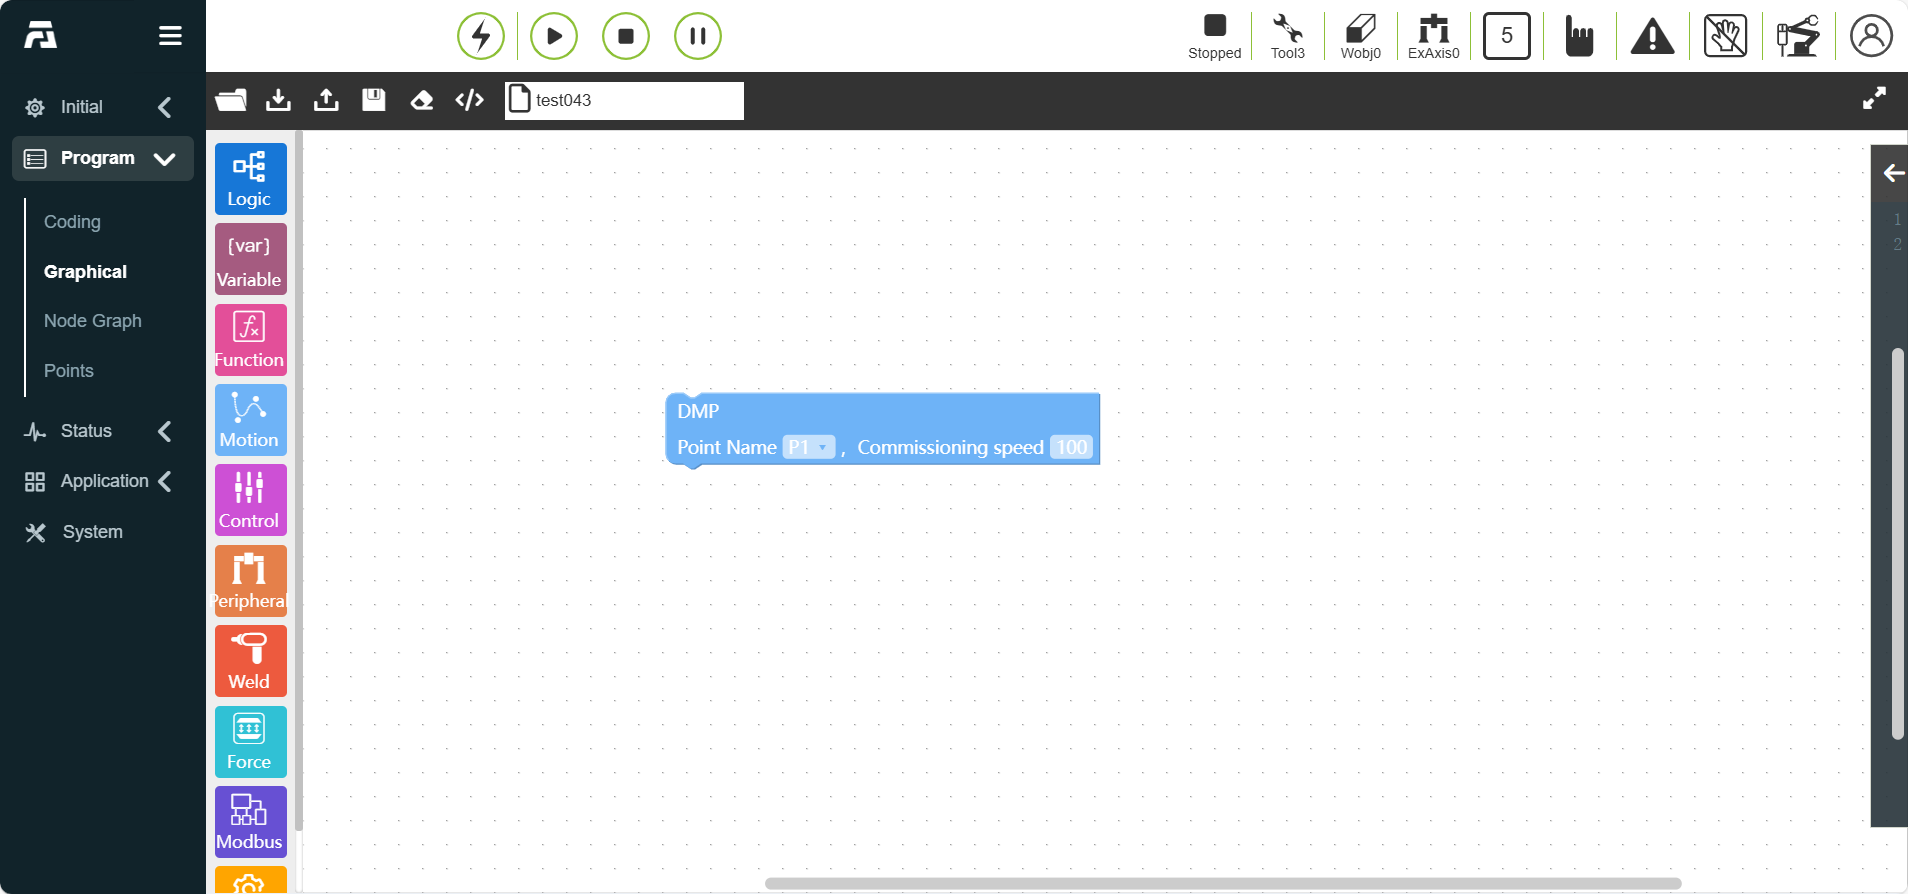 Stopped
Tool3
Wobj0
ExAxis0
5
test043
Initial
Program
Coding
Graphical
Node Graph
Points
Status
Application
System
Logic
{var}
Variable
fx
Function
Motion
Control
Peripheral
Weld
Force
Modbus
DMP
Point Name P1 , Commissioning speed 100
1
2